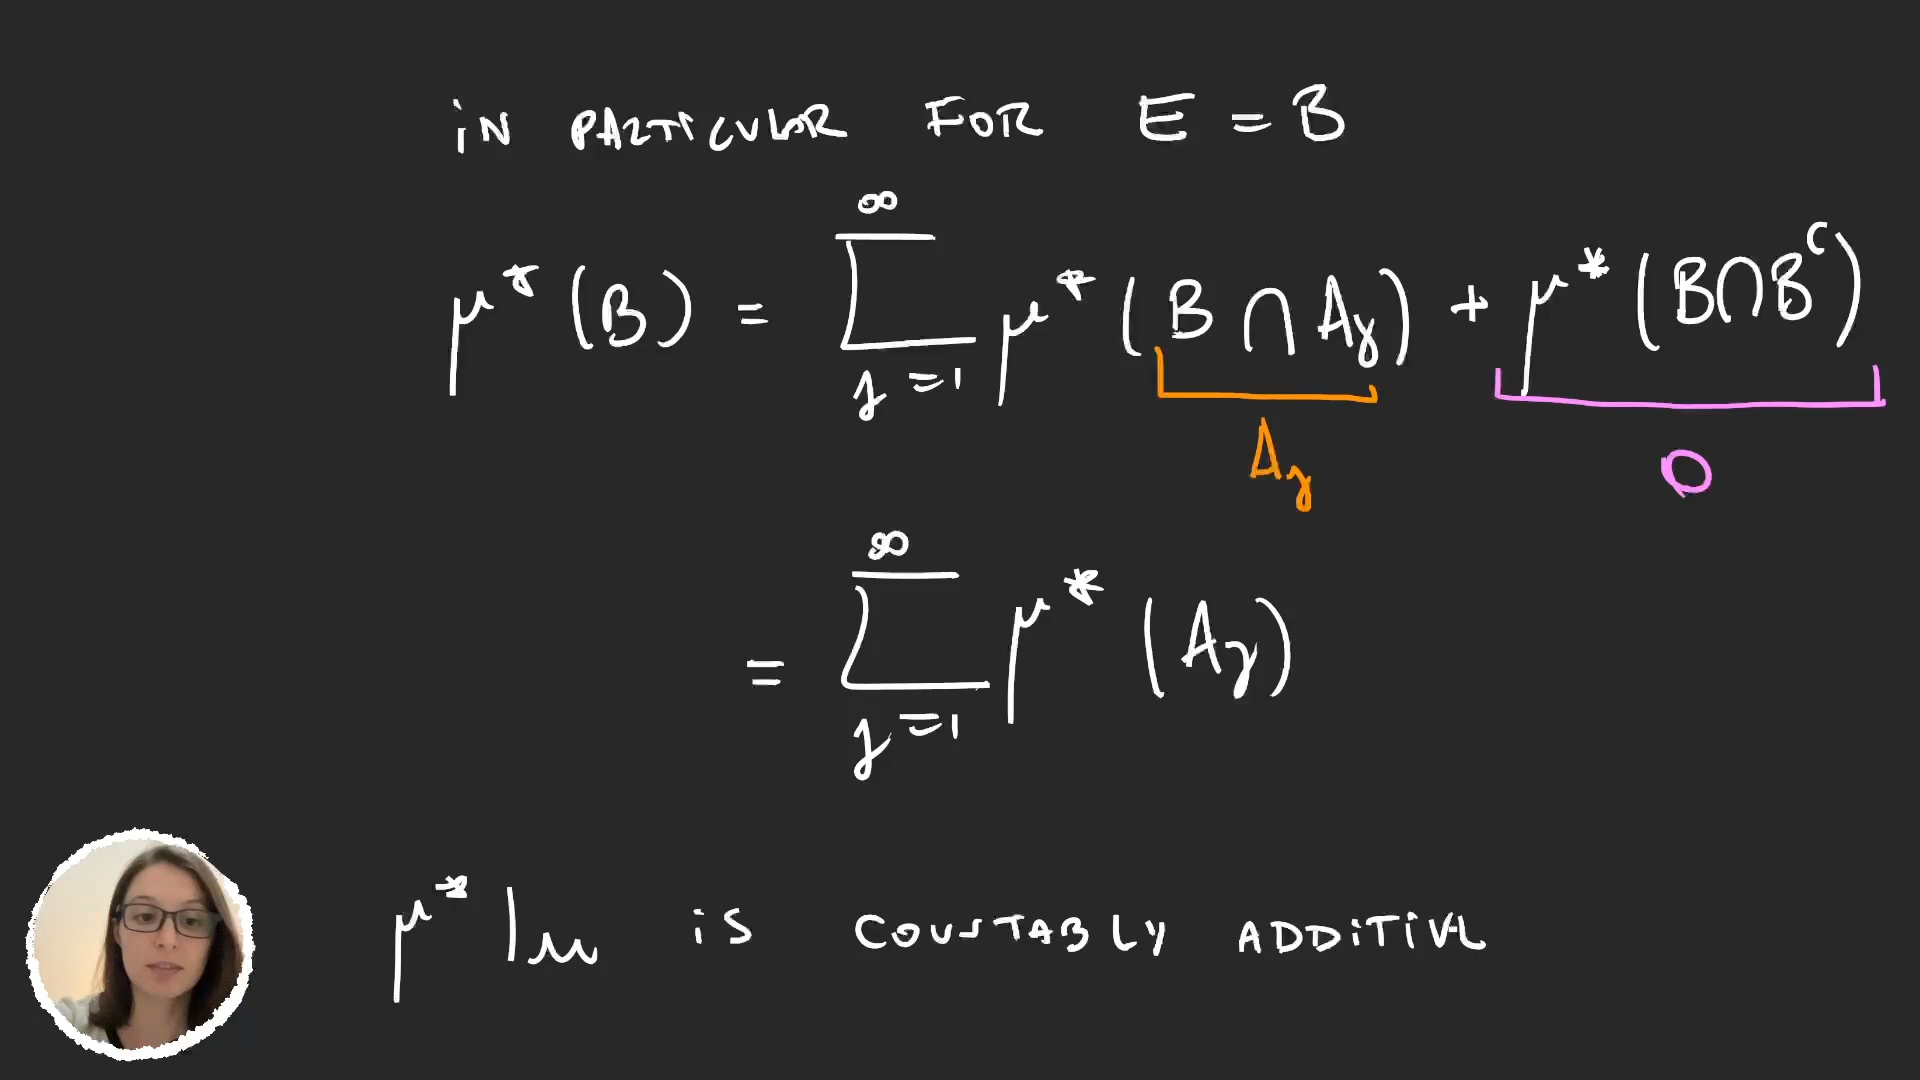 IN PARTICULAR FOR E = B
μ*(B) = ∑_{j=1}^{∞} μ*(B ∩ A_j) + μ*(B ∩ B^c)
A_j 0
= ∑_{j=1}^{∞} μ*(A_j)
μ*|_M IS COUNTABLY ADDITIVE